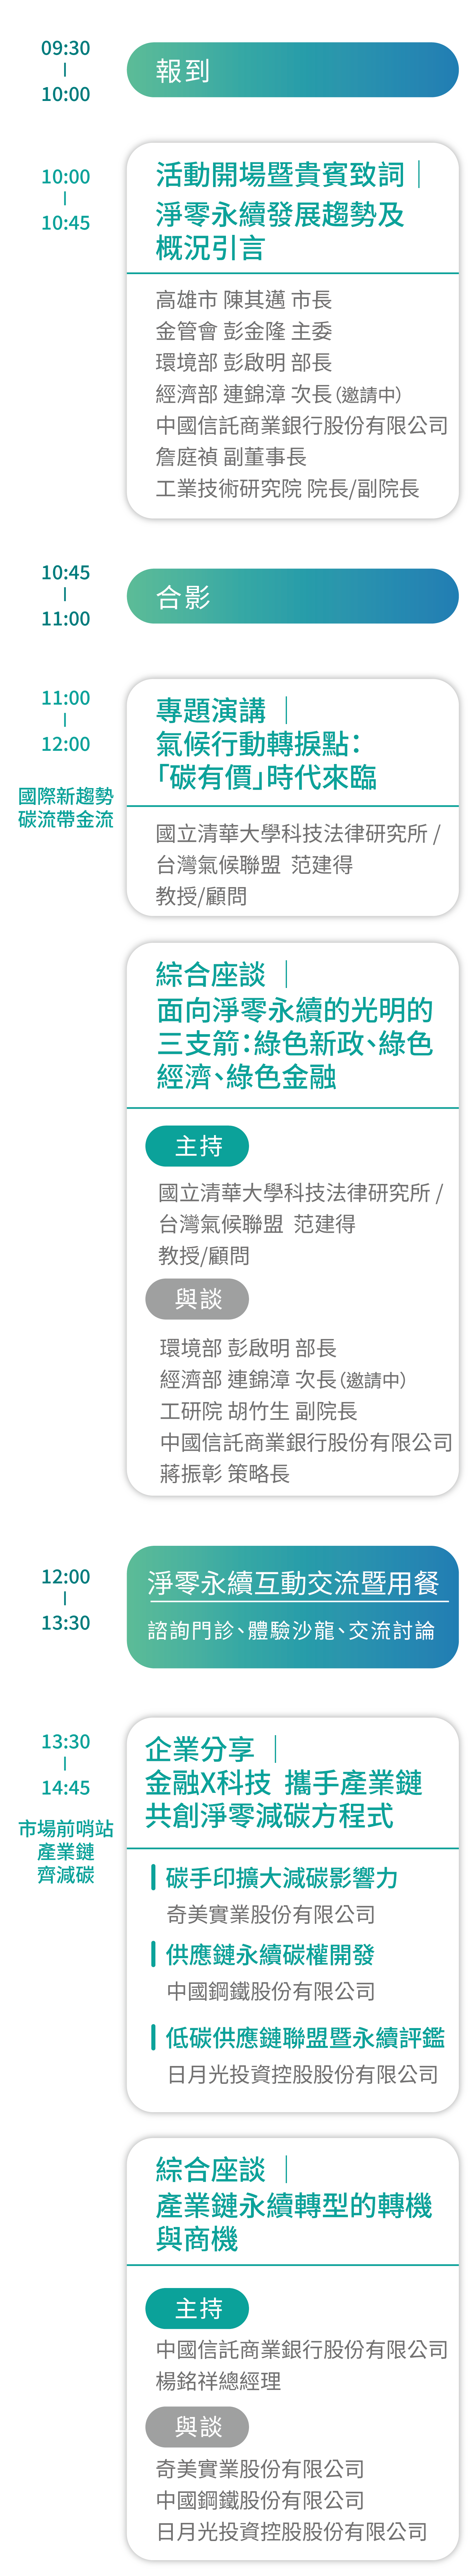 09:30
|
10:00
報到
10:00
|
10:45
活動開場暨貴賓致詞｜
淨零永續發展趨勢及
概況引言
高雄市 陳其邁 市長
金管會 彭金隆 主委
環境部 彭啟明 部長
經濟部 連錦漳 次長(邀請中)
中國信託商業銀行股份有限公司
詹庭禎 副董事長
工業技術研究院 院長/副院長
10:45
|
11:00
合影
11:00
|
12:00
國際新趨勢
碳流帶金流
專題演講｜
氣候行動轉捩點：
「碳有價」時代來臨
國立清華大學科技法律研究所 /
台灣氣候聯盟 范建得
教授/顧問
綜合座談｜
面向淨零永續的光明的
三支箭：綠色新政、綠色
經濟、綠色金融
主持
國立清華大學科技法律研究所 /
台灣氣候聯盟 范建得
教授/顧問
與談
環境部 彭啟明 部長
經濟部 連錦漳 次長(邀請中)
工研院 胡竹生 副院長
中國信託商業銀行股份有限公司
蔣振彰 策略長
12:00
|
13:30
淨零永續互動交流暨用餐
諮詢門診、體驗沙龍、交流討論
13:30
|
14:45
市場前哨站
產業鏈
齊減碳
企業分享｜
金融X科技 攜手產業鏈
共創淨零減碳方程式
碳手印擴大減碳影響力
奇美實業股份有限公司
供應鏈永續碳權開發
中國鋼鐵股份有限公司
低碳供應鏈聯盟暨永續評鑑
日月光投資控股股份有限公司
綜合座談｜
產業鏈永續轉型的轉機
與商機
主持
中國信託商業銀行股份有限公司
楊銘祥總經理
與談
奇美實業股份有限公司
中國鋼鐵股份有限公司
日月光投資控股股份有限公司